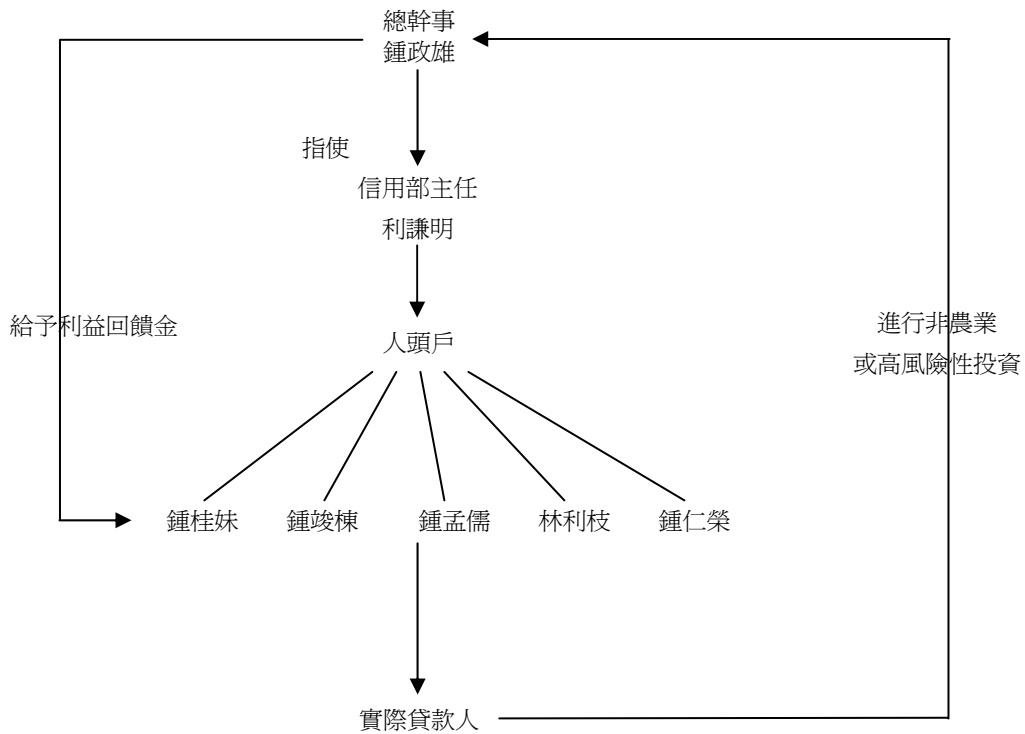 總幹事
鍾政雄
指使
信用部主任
利謙明
給予利益回饋金
進行非農業
或高風險性投資
人頭戶
鍾桂妹 鍾竣棟 鍾孟儒 林利枝 鍾仁榮
實際貸款人